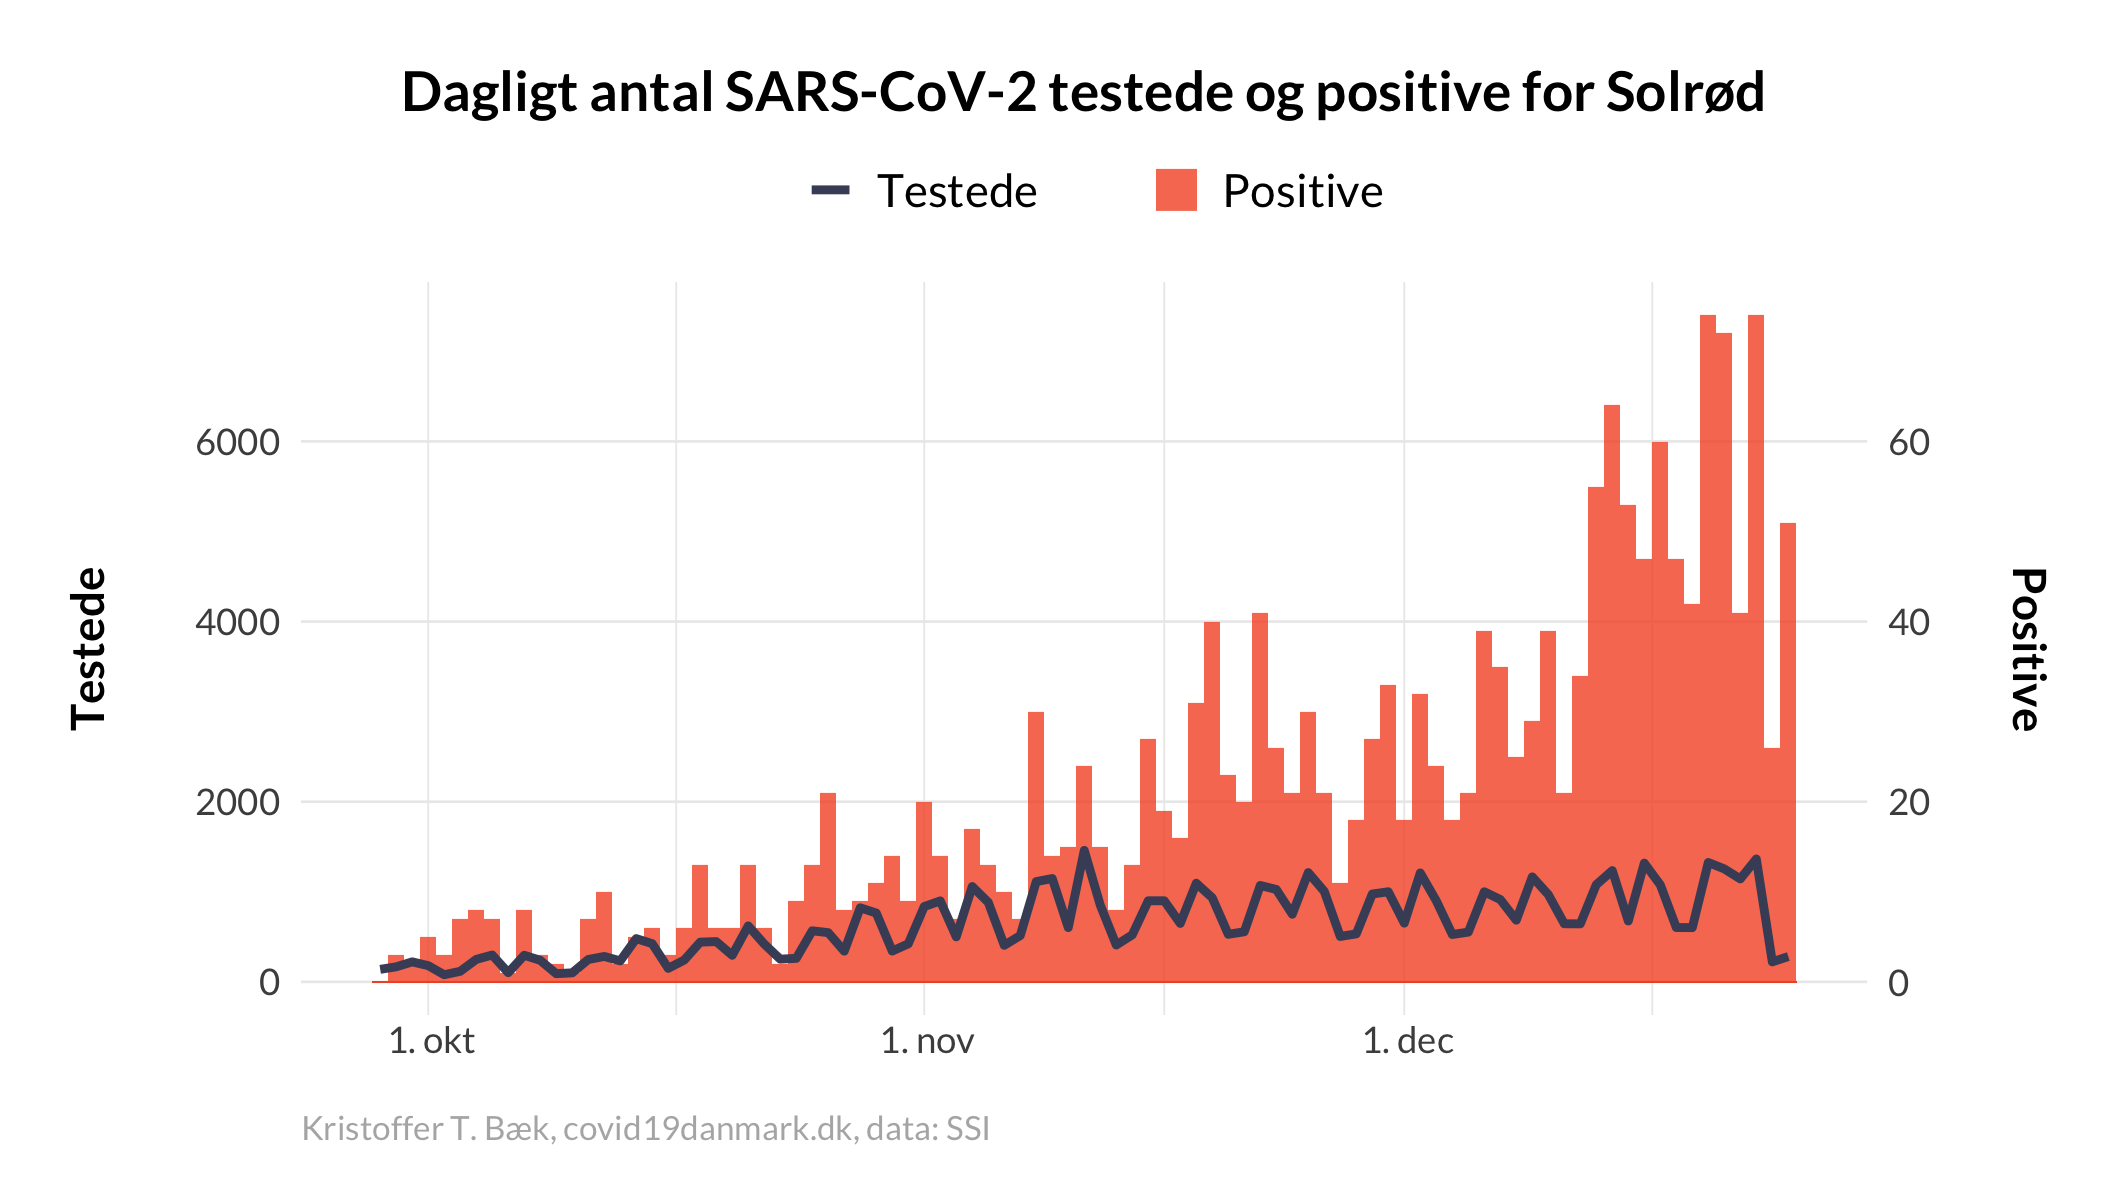 Dagligt antal SARS-CoV-2 testede og positive for Solrød
Testede Positive
Testede
Positive
6000 60
4000 40
2000 20
0 0
1. okt 1. nov 1. dec
Kristoffer T. Bæk, covid19danmark.dk, data: SSI